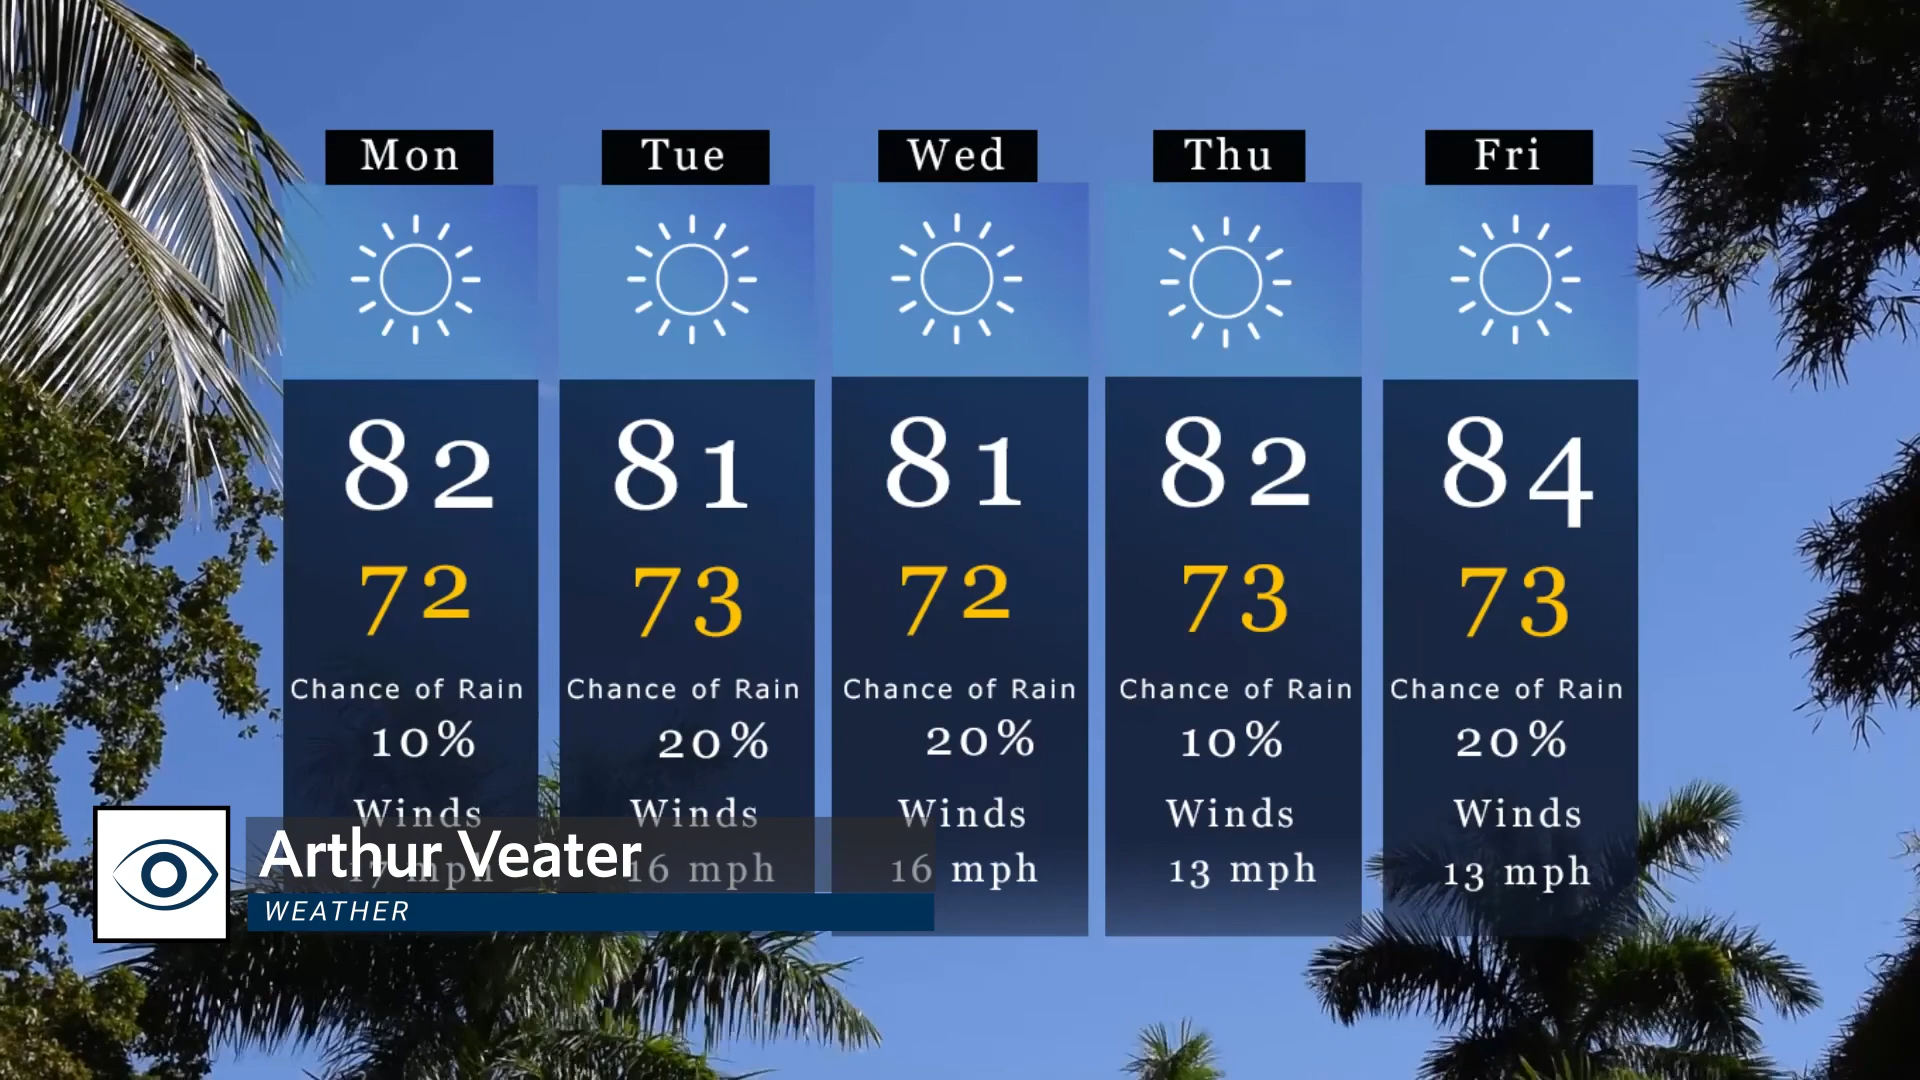 Mon Tue Wed Thu Fri
82 81 81 82 84
72 73 72 73 73
Chance of Rain Chance of Rain Chance of Rain Chance of Rain Chance of Rain
10% 20% 20% 10% 20%
Winds Winds Winds Winds Winds
17 mph 16 mph 16 mph 13 mph 13 mph
Arthur Veater
WEATHER